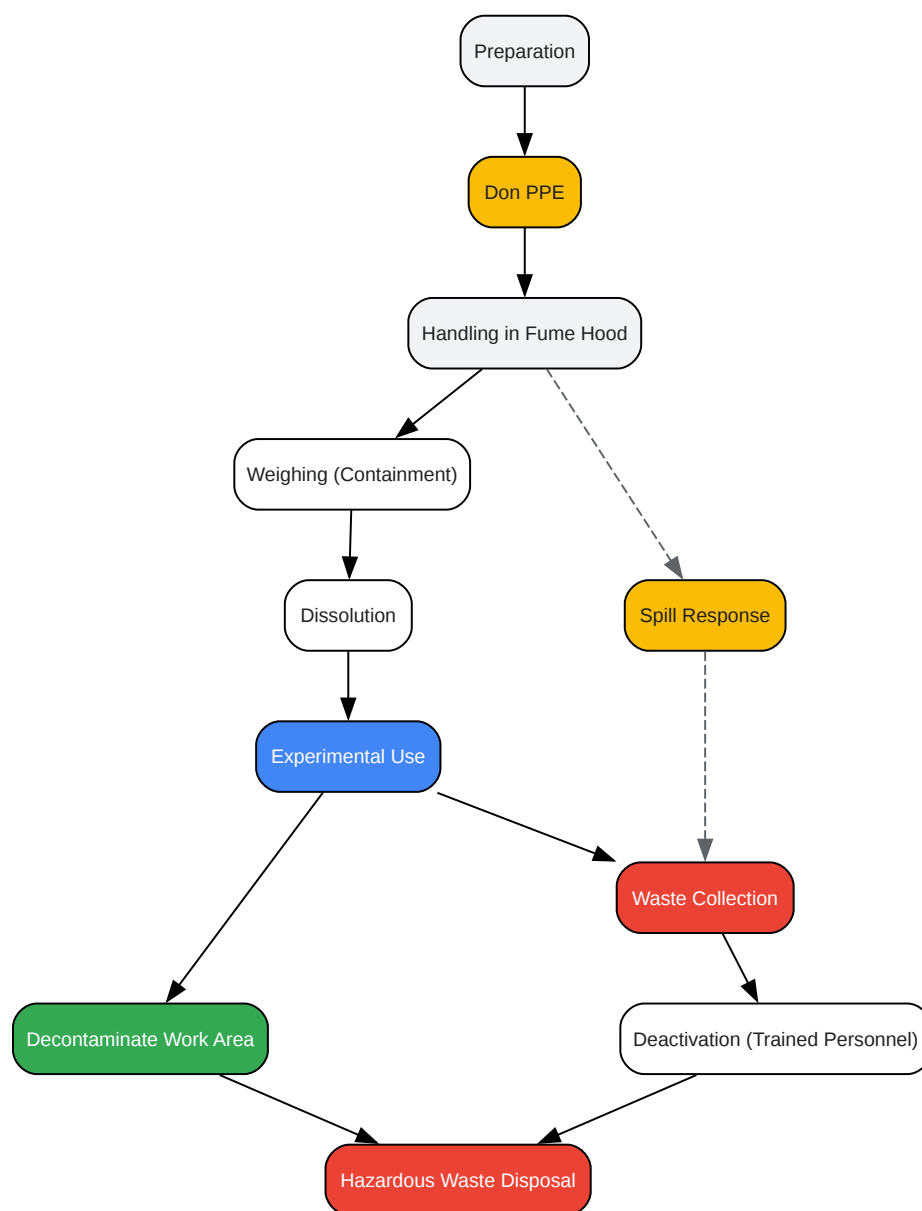 Preparation
Don PPE
Handling in Fume Hood
Weighing (Containment)
Dissolution
Spill Response
Experimental Use
Waste Collection
Decontaminate Work Area
Deactivation (Trained Personnel)
Hazardous Waste Disposal